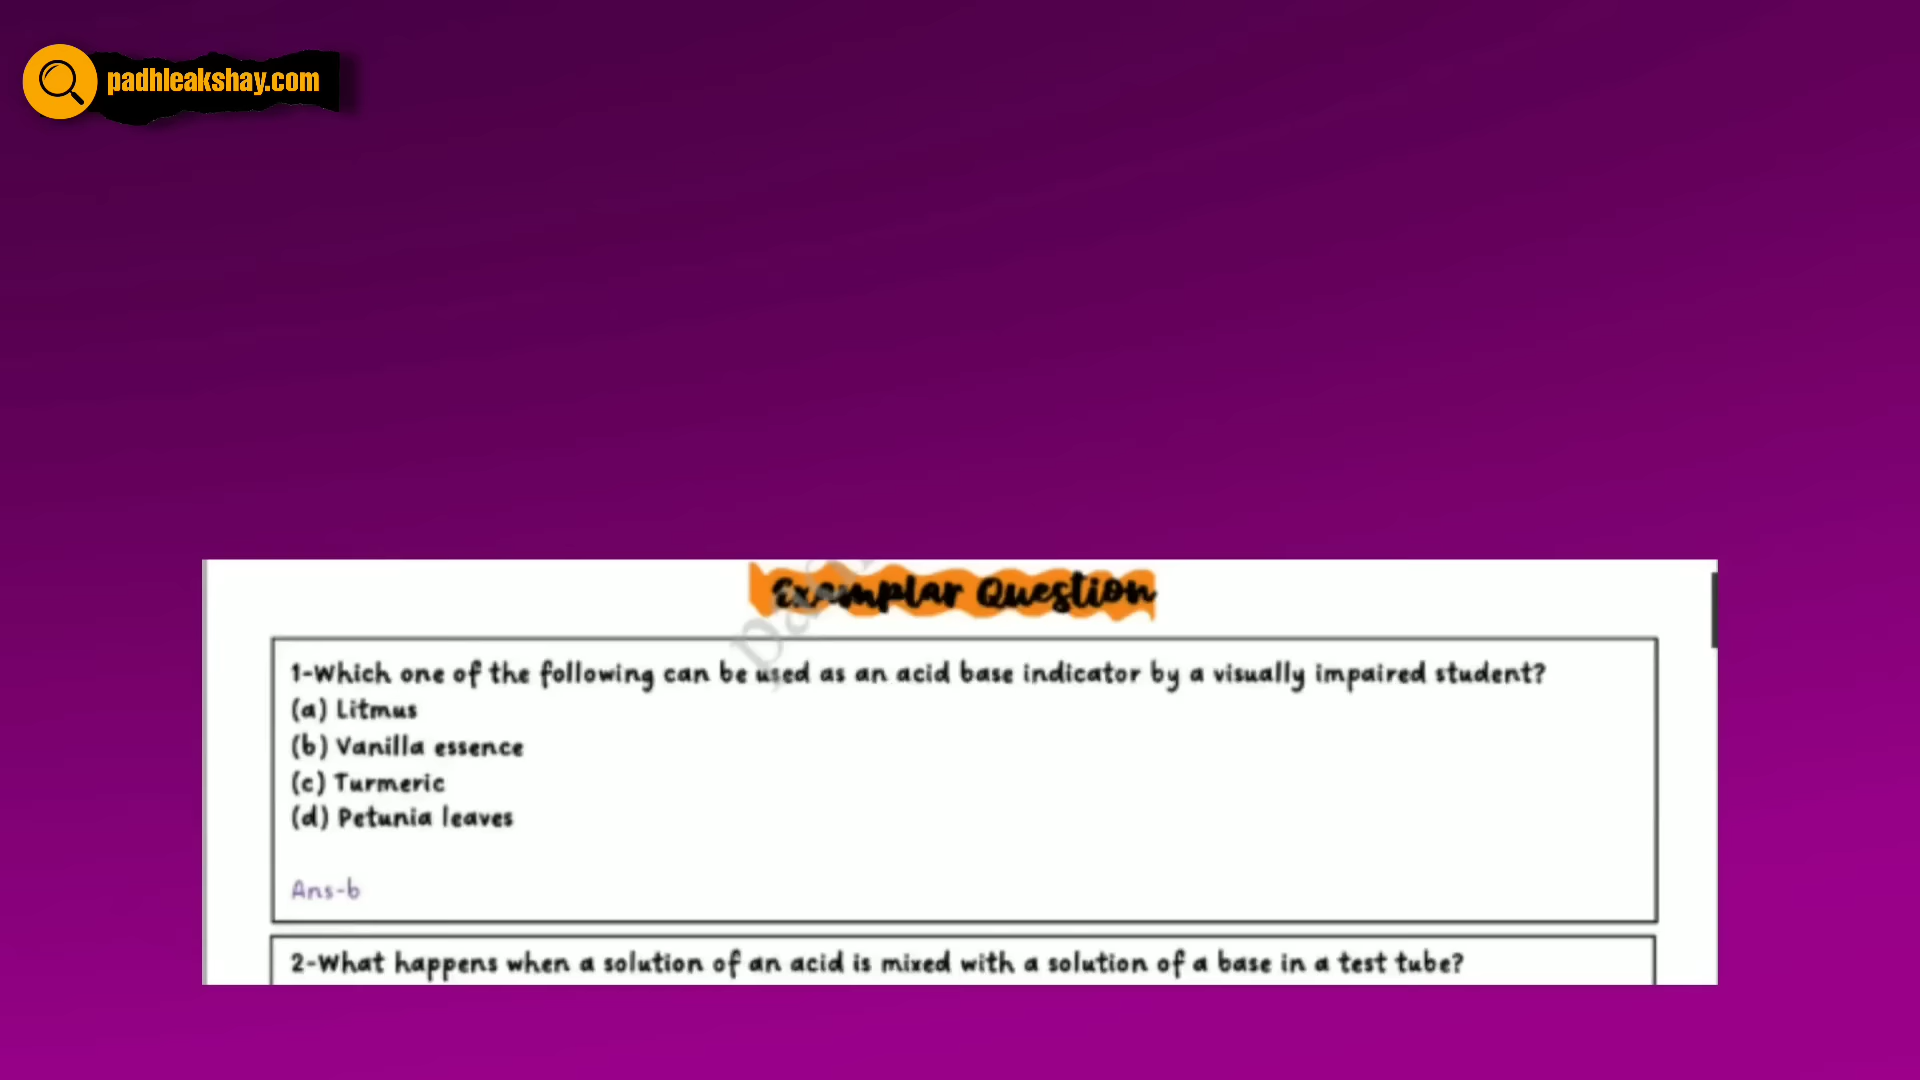 padhleakshay.com
Exemplar Question
1-Which one of the following can be used as an acid base indicator by a visually impaired student?
(a) Litmus
(b) Vanilla essence
(c) Turmeric
(d) Petunia leaves
Ans-b
2-What happens when a solution of an acid is mixed with a solution of a base in a test tube?